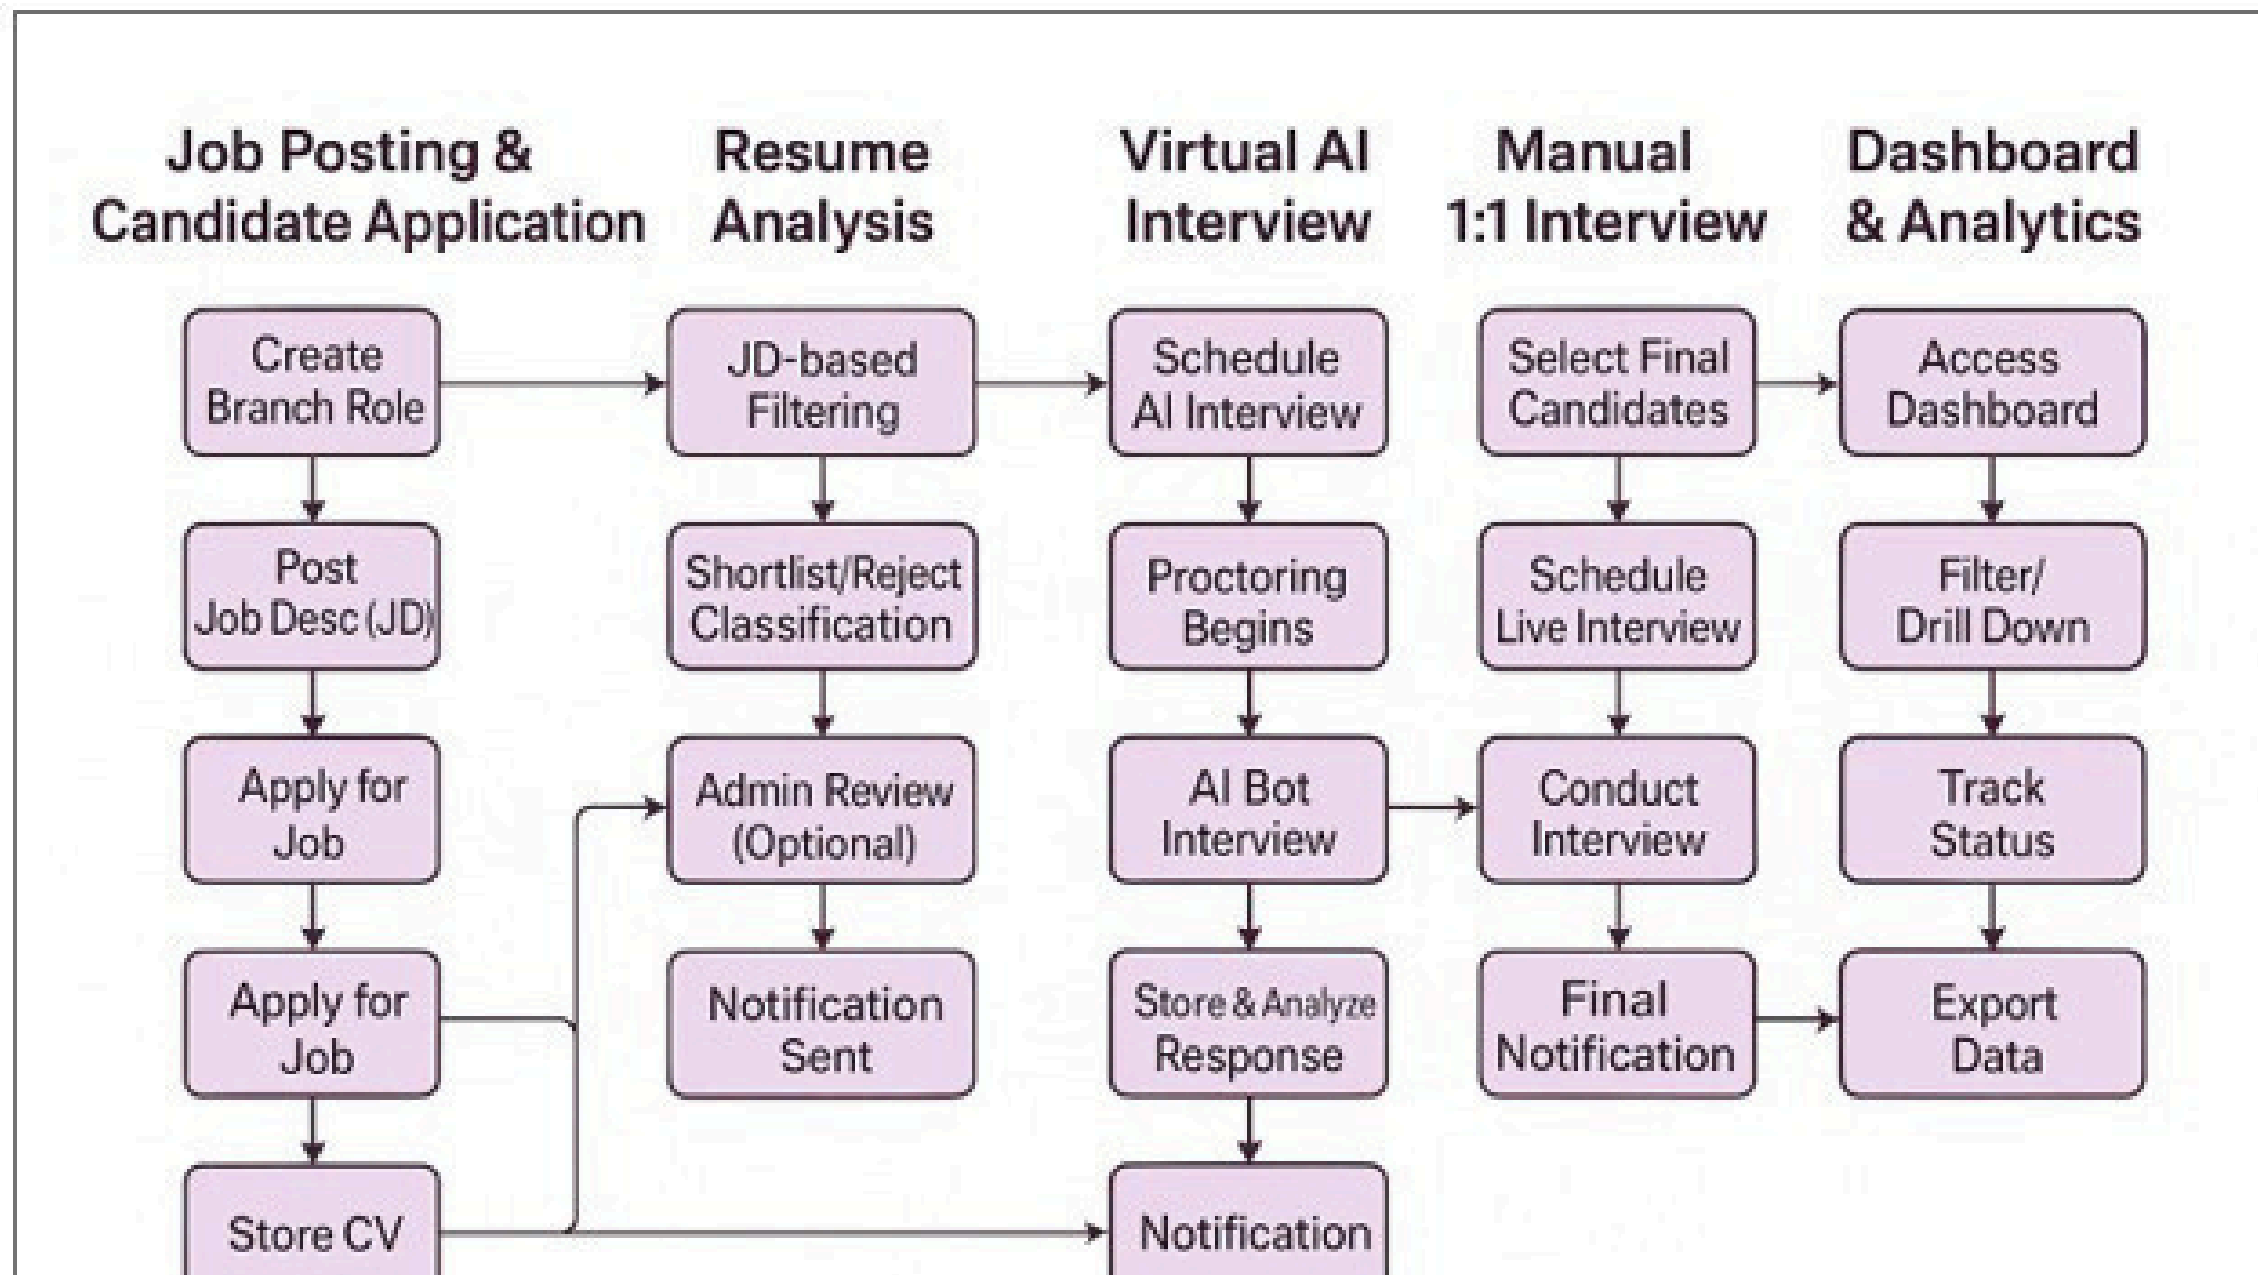 Job Posting &
Candidate Application
Resume
Analysis
Virtual AI
Interview
Manual
1:1 Interview
Dashboard
& Analytics
Create
Branch Role
JD-based
Filtering
Schedule
AI Interview
Select Final
Candidates
Access
Dashboard
Post
Job Desc (JD)
Shortlist/Reject
Classification
Proctoring
Begins
Schedule
Live Interview
Filter/
Drill Down
Apply for
Job
Admin Review
(Optional)
AI Bot
Interview
Conduct
Interview
Track
Status
Apply for
Job
Notification
Sent
Store & Analyze
Response
Final
Notification
Export
Data
Store CV
Notification